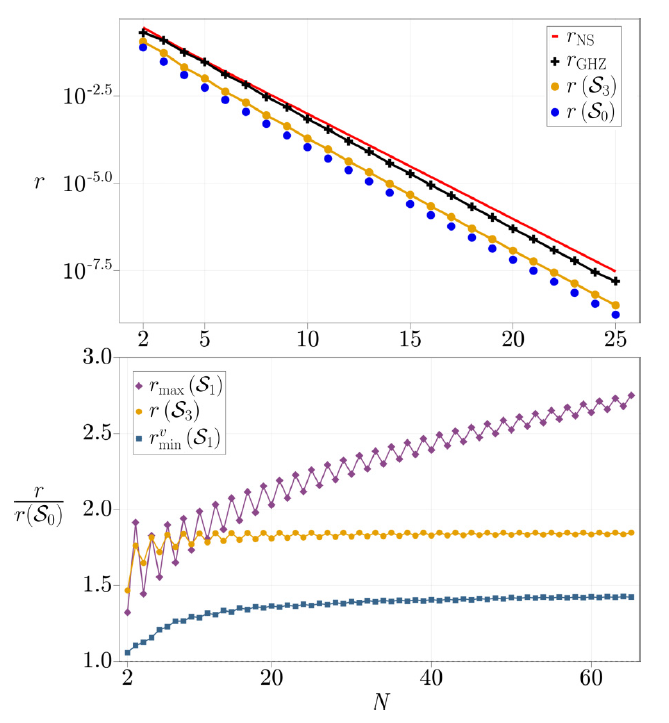 r_NS
r_GHZ
r (S_3)
r (S_0)
10^-2.5
10^-5.0
10^-7.5
r
2 5 10 15 20 25
3.0
2.5
2.0
1.5
1.0
r_max (S_1)
r (S_3)
r^v_min (S_1)
r
r(S_0)
2 20 40 60
N